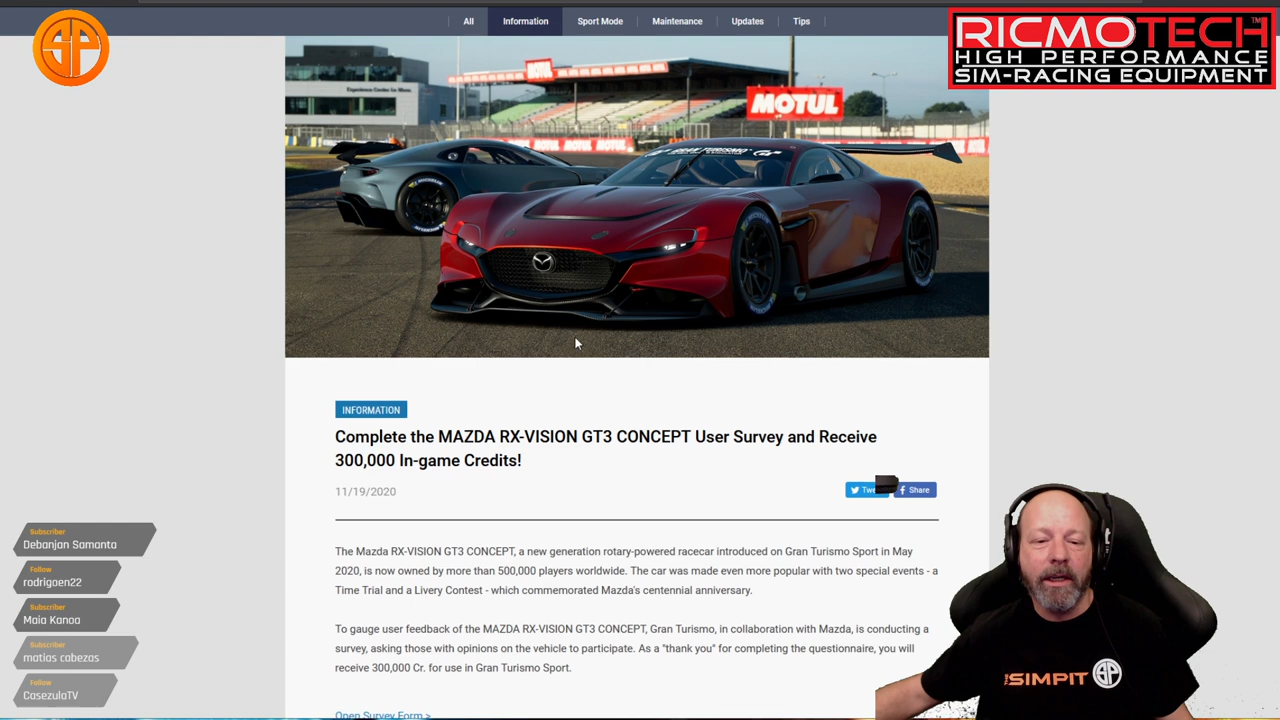 All
Information
Sport Mode
Maintenance
Updates
Tips
SP
RICMOTECH™
HIGH PERFORMANCE
SIM-RACING EQUIPMENT
MOTUL
GRAN TURISMO
INFORMATION
Complete the MAZDA RX-VISION GT3 CONCEPT User Survey and Receive
300,000 In-game Credits!
11/19/2020
Share
The Mazda RX-VISION GT3 CONCEPT, a new generation rotary-powered racecar introduced on Gran Turismo Sport in May
2020, is now owned by more than 500,000 players worldwide. The car was made even more popular with two special events - a
Time Trial and a Livery Contest - which commemorated Mazda's centennial anniversary.
To gauge user feedback of the MAZDA RX-VISION GT3 CONCEPT, Gran Turismo, in collaboration with Mazda, is conducting a
survey, asking those with opinions on the vehicle to participate. As a "thank you" for completing the questionnaire, you will
receive 300,000 Cr. for use in Gran Turismo Sport.
Open Survey Form >
Subscriber
Debanjan Samanta
Follow
rodrigoen22
Subscriber
Maia Kanoa
Subscriber
matias cabezas
Follow
CasezulaTV
THE SIMPIT SP